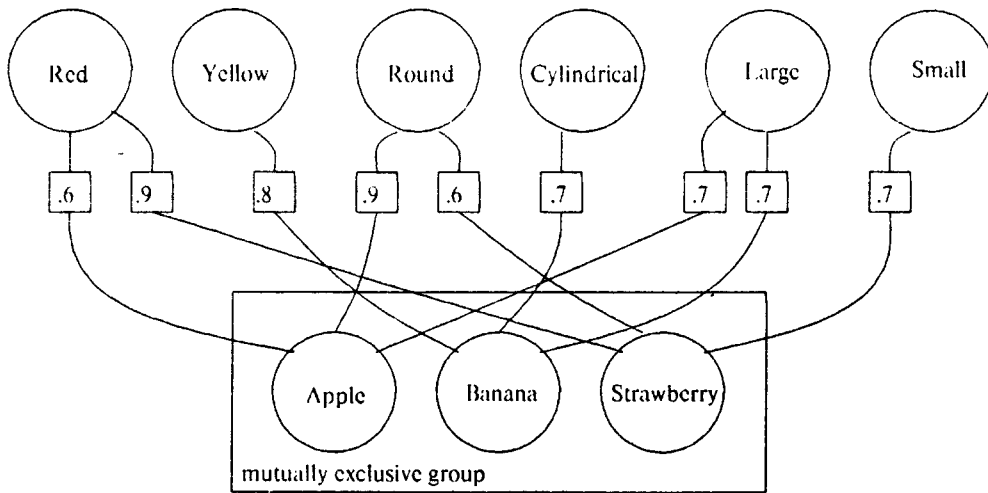 Red Yellow Round Cylindrical Large Small
.6 .9 .8 .9 .6 .7 .7 .7 .7
Apple Banana Strawberry
mutually exclusive group